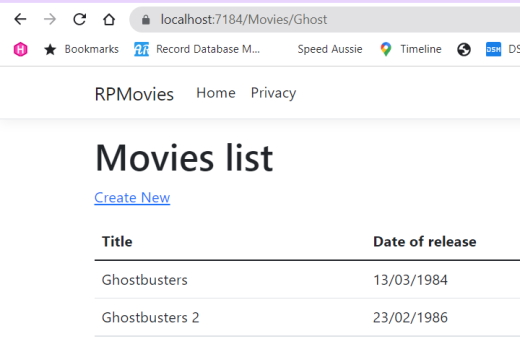 localhost:7184/Movies/Ghost
Bookmarks Record Database M... Speed Aussie Timeline DSM DS
RPMovies Home Privacy
Movies list
Create New
Title Date of release
Ghostbusters 13/03/1984
Ghostbusters 2 23/02/1986